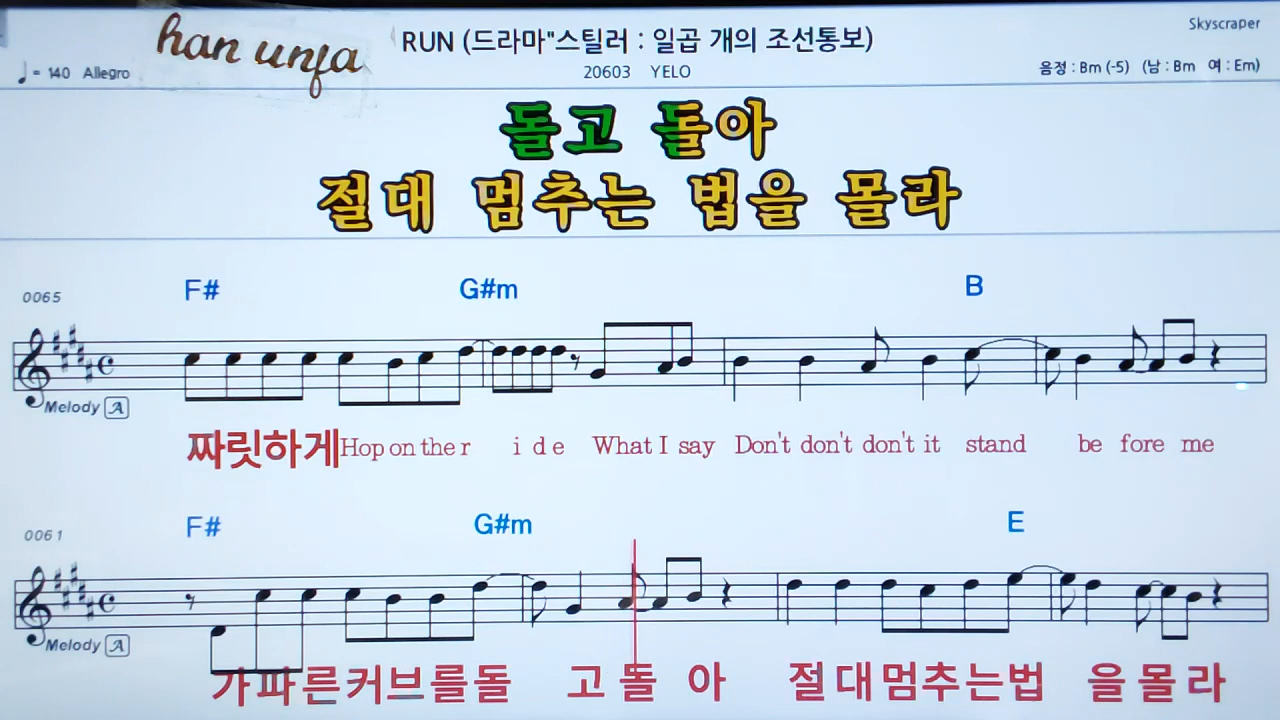 han unja
RUN (드라마"스틸러 : 일곱 개의 조선통보)
Skyscraper
♩= 140 Allegro
20603 YELO
음정 : Bm (-5) (남 : Bm 여 : Em)
돌고 돌아
절대 멈추는 법을 몰라
0065
F# G#m B
Melody A
짜릿하게 Hop on the r i d e What I say Don't don't don't it stand be fore me
0061
F# G#m E
Melody A
가파른커브를돌 고 돌 아 절대멈추는법 을몰라